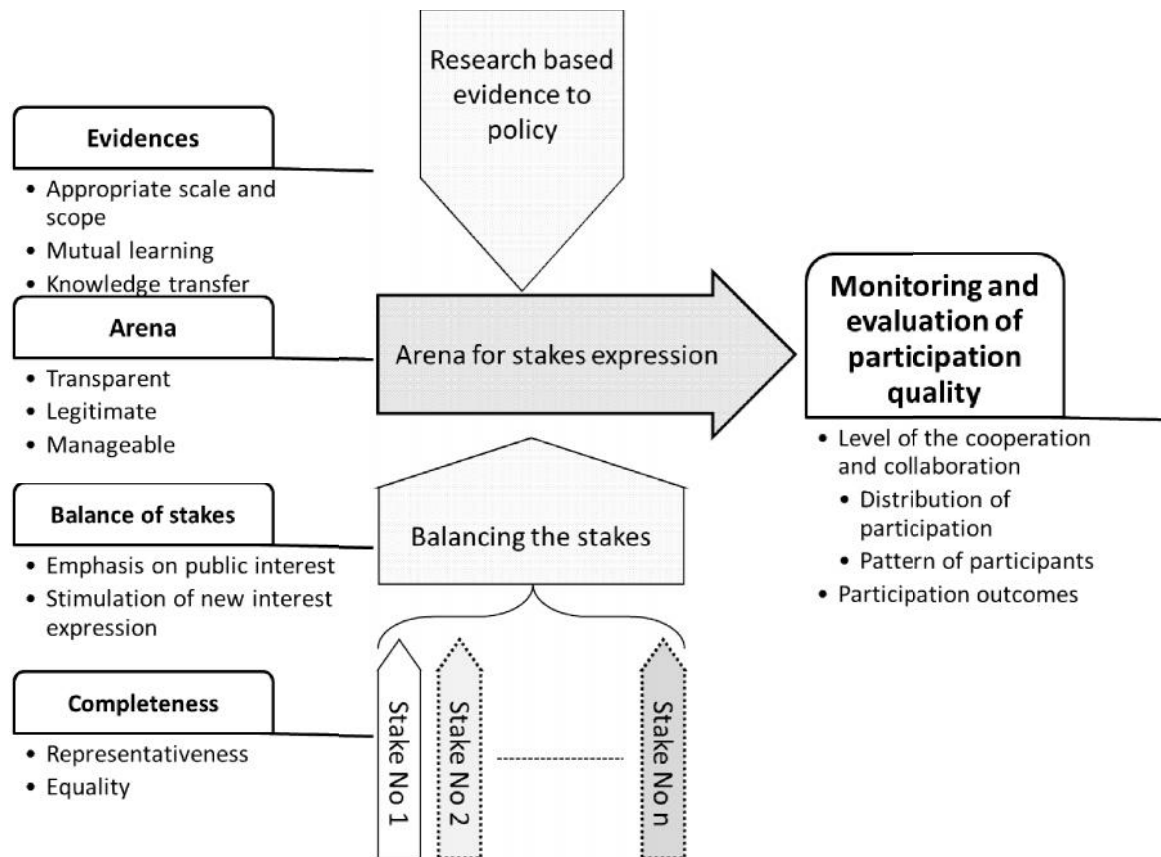 Research based
evidence to
policy
Evidences
• Appropriate scale and
scope
• Mutual learning
• Knowledge transfer
Arena
• Transparent
• Legitimate
• Manageable
Arena for stakes expression
Monitoring and
evaluation of
participation
quality
• Level of the cooperation
and collaboration
• Distribution of
participation
• Pattern of participants
• Participation outcomes
Balance of stakes
• Emphasis on public interest
• Stimulation of new interest
expression
Balancing the stakes
Completeness
• Representativeness
• Equality
Stake No 1
Stake No 2
Stake No n